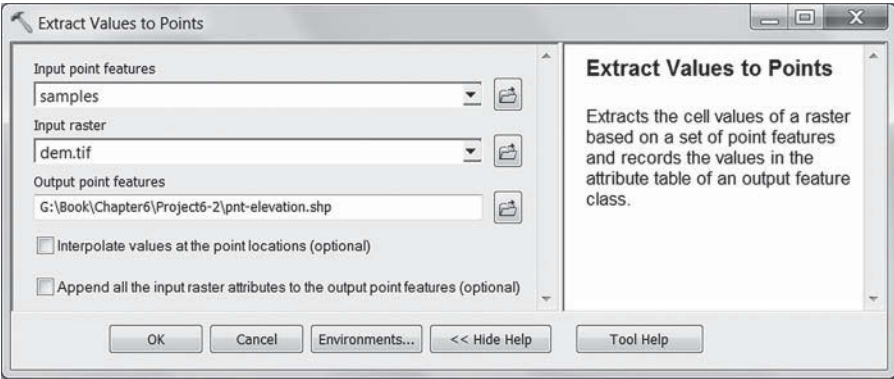 Extract Values to Points
Input point features
samples
Input raster
dem.tif
Output point features
G:\Book\Chapter6\Project6-2\pnt-elevation.shp
Interpolate values at the point locations (optional)
Append all the input raster attributes to the output point features (optional)
Extract Values to Points
Extracts the cell values of a raster
based on a set of point features
and records the values in the
attribute table of an output feature
class.
OK
Cancel
Environments...
<< Hide Help
Tool Help